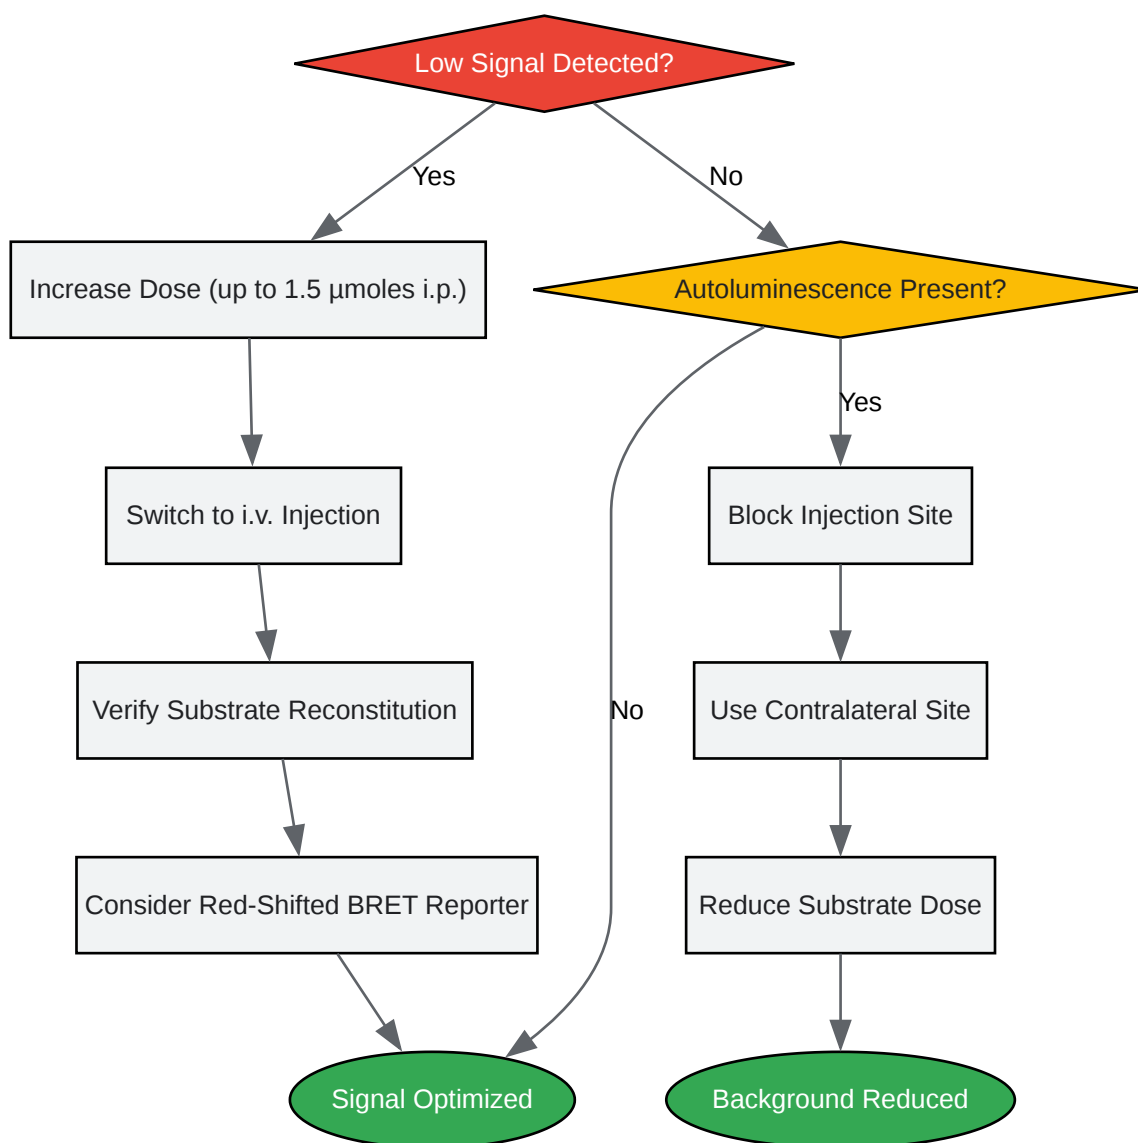 Low Signal Detected?
Yes
No
Increase Dose (up to 1.5 µmoles i.p.)
Autoluminescence Present?
Yes
Switch to i.v. Injection
Block Injection Site
Verify Substrate Reconstitution
No
Use Contralateral Site
Consider Red-Shifted BRET Reporter
Reduce Substrate Dose
Signal Optimized
Background Reduced